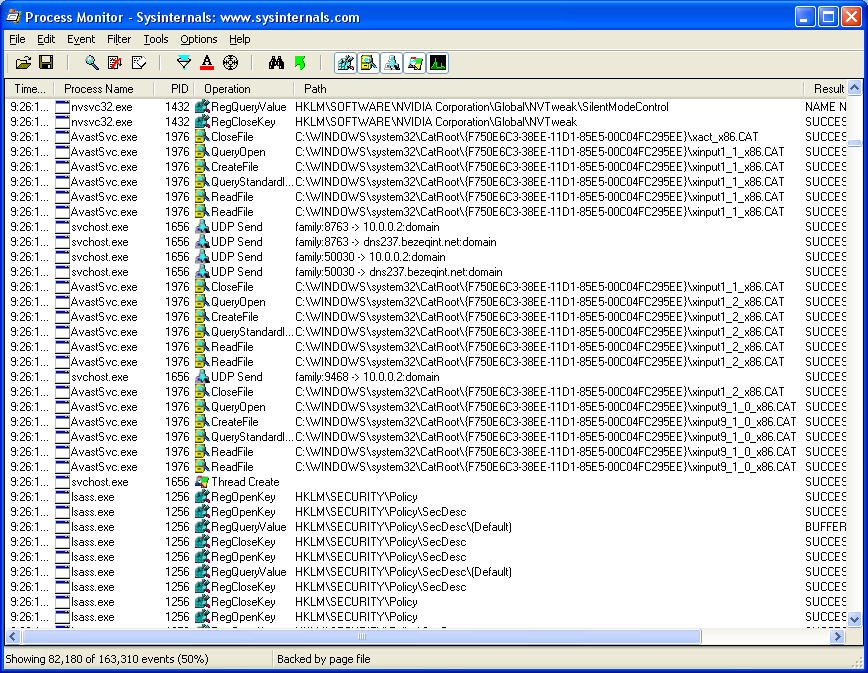 Process Monitor - Sysinternals: www.sysinternals.com
File Edit Event Filter Tools Options Help
Time... Process Name PID Operation Path Result
9:26:1... nvsvc32.exe 1432 RegQueryValue HKLM\SOFTWARE\NVIDIA Corporation\Global\NVTweak\SilentModeControl NAME N
9:26:1... nvsvc32.exe 1432 RegCloseKey HKLM\SOFTWARE\NVIDIA Corporation\Global\NVTweak SUCCES
9:26:1... AvastSvc.exe 1976 CloseFile C:\WINDOWS\system32\CatRoot\{F750E6C3-38EE-11D1-85E5-00C04FC295EE}\xact_x86.CAT SUCCES
9:26:1... AvastSvc.exe 1976 QueryOpen C:\WINDOWS\system32\CatRoot\{F750E6C3-38EE-11D1-85E5-00C04FC295EE}\xinput1_1_x86.CAT SUCCES
9:26:1... AvastSvc.exe 1976 CreateFile C:\WINDOWS\system32\CatRoot\{F750E6C3-38EE-11D1-85E5-00C04FC295EE}\xinput1_1_x86.CAT SUCCES
9:26:1... AvastSvc.exe 1976 QueryStandardI... C:\WINDOWS\system32\CatRoot\{F750E6C3-38EE-11D1-85E5-00C04FC295EE}\xinput1_1_x86.CAT SUCCES
9:26:1... AvastSvc.exe 1976 ReadFile C:\WINDOWS\system32\CatRoot\{F750E6C3-38EE-11D1-85E5-00C04FC295EE}\xinput1_1_x86.CAT SUCCES
9:26:1... AvastSvc.exe 1976 ReadFile C:\WINDOWS\system32\CatRoot\{F750E6C3-38EE-11D1-85E5-00C04FC295EE}\xinput1_1_x86.CAT SUCCES
9:26:1... svchost.exe 1656 UDP Send family:8763 -> 10.0.0.2:domain SUCCES
9:26:1... svchost.exe 1656 UDP Send family:8763 -> dns237.bezeqint.net:domain SUCCES
9:26:1... svchost.exe 1656 UDP Send family:50030 -> 10.0.0.2:domain SUCCES
9:26:1... svchost.exe 1656 UDP Send family:50030 -> dns237.bezeqint.net:domain SUCCES
9:26:1... AvastSvc.exe 1976 CloseFile C:\WINDOWS\system32\CatRoot\{F750E6C3-38EE-11D1-85E5-00C04FC295EE}\xinput1_1_x86.CAT SUCCES
9:26:1... AvastSvc.exe 1976 QueryOpen C:\WINDOWS\system32\CatRoot\{F750E6C3-38EE-11D1-85E5-00C04FC295EE}\xinput1_2_x86.CAT SUCCES
9:26:1... AvastSvc.exe 1976 CreateFile C:\WINDOWS\system32\CatRoot\{F750E6C3-38EE-11D1-85E5-00C04FC295EE}\xinput1_2_x86.CAT SUCCES
9:26:1... AvastSvc.exe 1976 QueryStandardI... C:\WINDOWS\system32\CatRoot\{F750E6C3-38EE-11D1-85E5-00C04FC295EE}\xinput1_2_x86.CAT SUCCES
9:26:1... AvastSvc.exe 1976 ReadFile C:\WINDOWS\system32\CatRoot\{F750E6C3-38EE-11D1-85E5-00C04FC295EE}\xinput1_2_x86.CAT SUCCES
9:26:1... AvastSvc.exe 1976 ReadFile C:\WINDOWS\system32\CatRoot\{F750E6C3-38EE-11D1-85E5-00C04FC295EE}\xinput1_2_x86.CAT SUCCES
9:26:1... svchost.exe 1656 UDP Send family:9468 -> 10.0.0.2:domain SUCCES
9:26:1... AvastSvc.exe 1976 CloseFile C:\WINDOWS\system32\CatRoot\{F750E6C3-38EE-11D1-85E5-00C04FC295EE}\xinput1_2_x86.CAT SUCCES
9:26:1... AvastSvc.exe 1976 QueryOpen C:\WINDOWS\system32\CatRoot\{F750E6C3-38EE-11D1-85E5-00C04FC295EE}\xinput9_1_0_x86.CAT SUCCES
9:26:1... AvastSvc.exe 1976 CreateFile C:\WINDOWS\system32\CatRoot\{F750E6C3-38EE-11D1-85E5-00C04FC295EE}\xinput9_1_0_x86.CAT SUCCES
9:26:1... AvastSvc.exe 1976 QueryStandardI... C:\WINDOWS\system32\CatRoot\{F750E6C3-38EE-11D1-85E5-00C04FC295EE}\xinput9_1_0_x86.CAT SUCCES
9:26:1... AvastSvc.exe 1976 ReadFile C:\WINDOWS\system32\CatRoot\{F750E6C3-38EE-11D1-85E5-00C04FC295EE}\xinput9_1_0_x86.CAT SUCCES
9:26:1... AvastSvc.exe 1976 ReadFile C:\WINDOWS\system32\CatRoot\{F750E6C3-38EE-11D1-85E5-00C04FC295EE}\xinput9_1_0_x86.CAT SUCCES
9:26:1... svchost.exe 1656 Thread Create SUCCES
9:26:1... lsass.exe 1256 RegOpenKey HKLM\SECURITY\Policy SUCCES
9:26:1... lsass.exe 1256 RegOpenKey HKLM\SECURITY\Policy\SecDesc SUCCES
9:26:1... lsass.exe 1256 RegQueryValue HKLM\SECURITY\Policy\SecDesc\(Default) BUFFER
9:26:1... lsass.exe 1256 RegCloseKey HKLM\SECURITY\Policy\SecDesc SUCCES
9:26:1... lsass.exe 1256 RegOpenKey HKLM\SECURITY\Policy\SecDesc SUCCES
9:26:1... lsass.exe 1256 RegQueryValue HKLM\SECURITY\Policy\SecDesc\(Default) SUCCES
9:26:1... lsass.exe 1256 RegCloseKey HKLM\SECURITY\Policy\SecDesc SUCCES
9:26:1... lsass.exe 1256 RegCloseKey HKLM\SECURITY\Policy SUCCES
9:26:1... lsass.exe 1256 RegOpenKey HKLM\SECURITY\Policy SUCCES
Showing 82,180 of 163,310 events (50%) Backed by page file